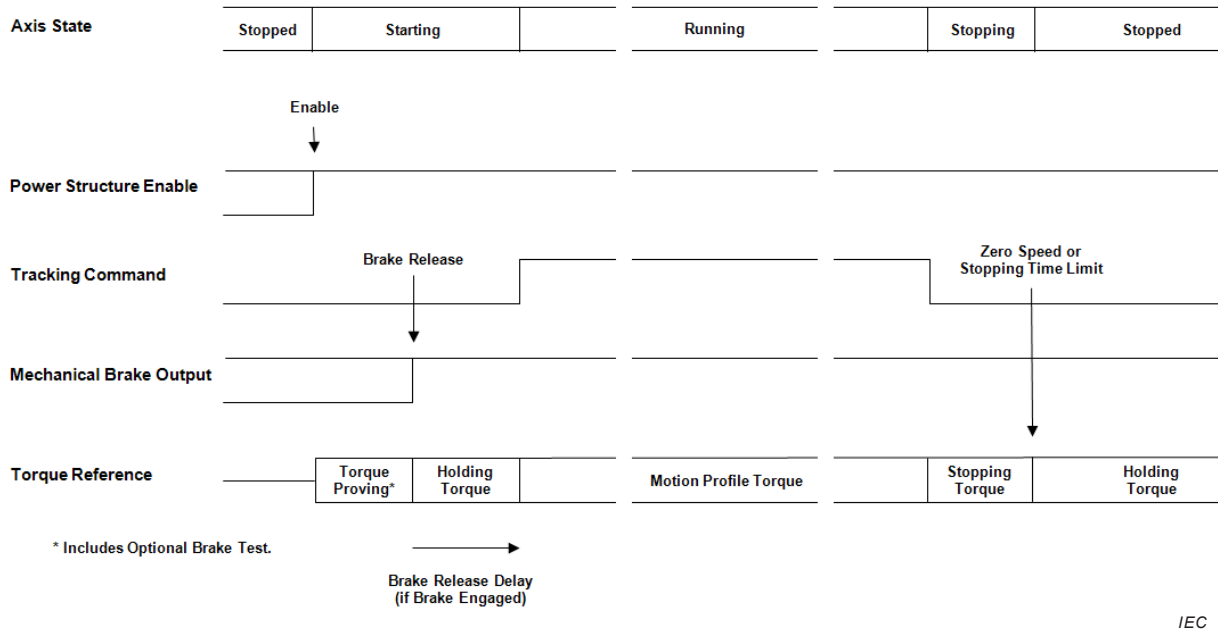 Axis State
Stopped
Starting
Running
Stopping
Stopped
Enable
Power Structure Enable
Tracking Command
Brake Release
Zero Speed or
Stopping Time Limit
Mechanical Brake Output
Torque Reference
Torque
Proving*
Holding
Torque
Motion Profile Torque
Stopping
Torque
Holding
Torque
* Includes Optional Brake Test.
Brake Release Delay
(if Brake Engaged)
IEC